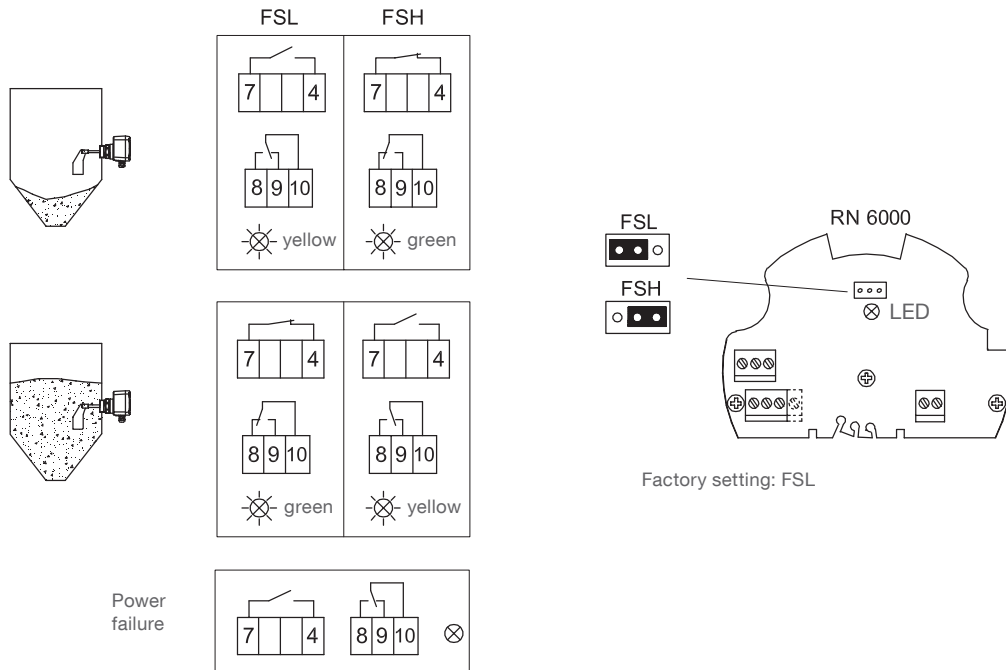 FSL FSH
7 4
7 4
8 9 10
8 9 10
yellow
green
7 4
7 4
8 9 10
8 9 10
green
yellow
Power
failure
7 4
8 9 10
FSL
FSH
RN 6000
LED
Factory setting: FSL